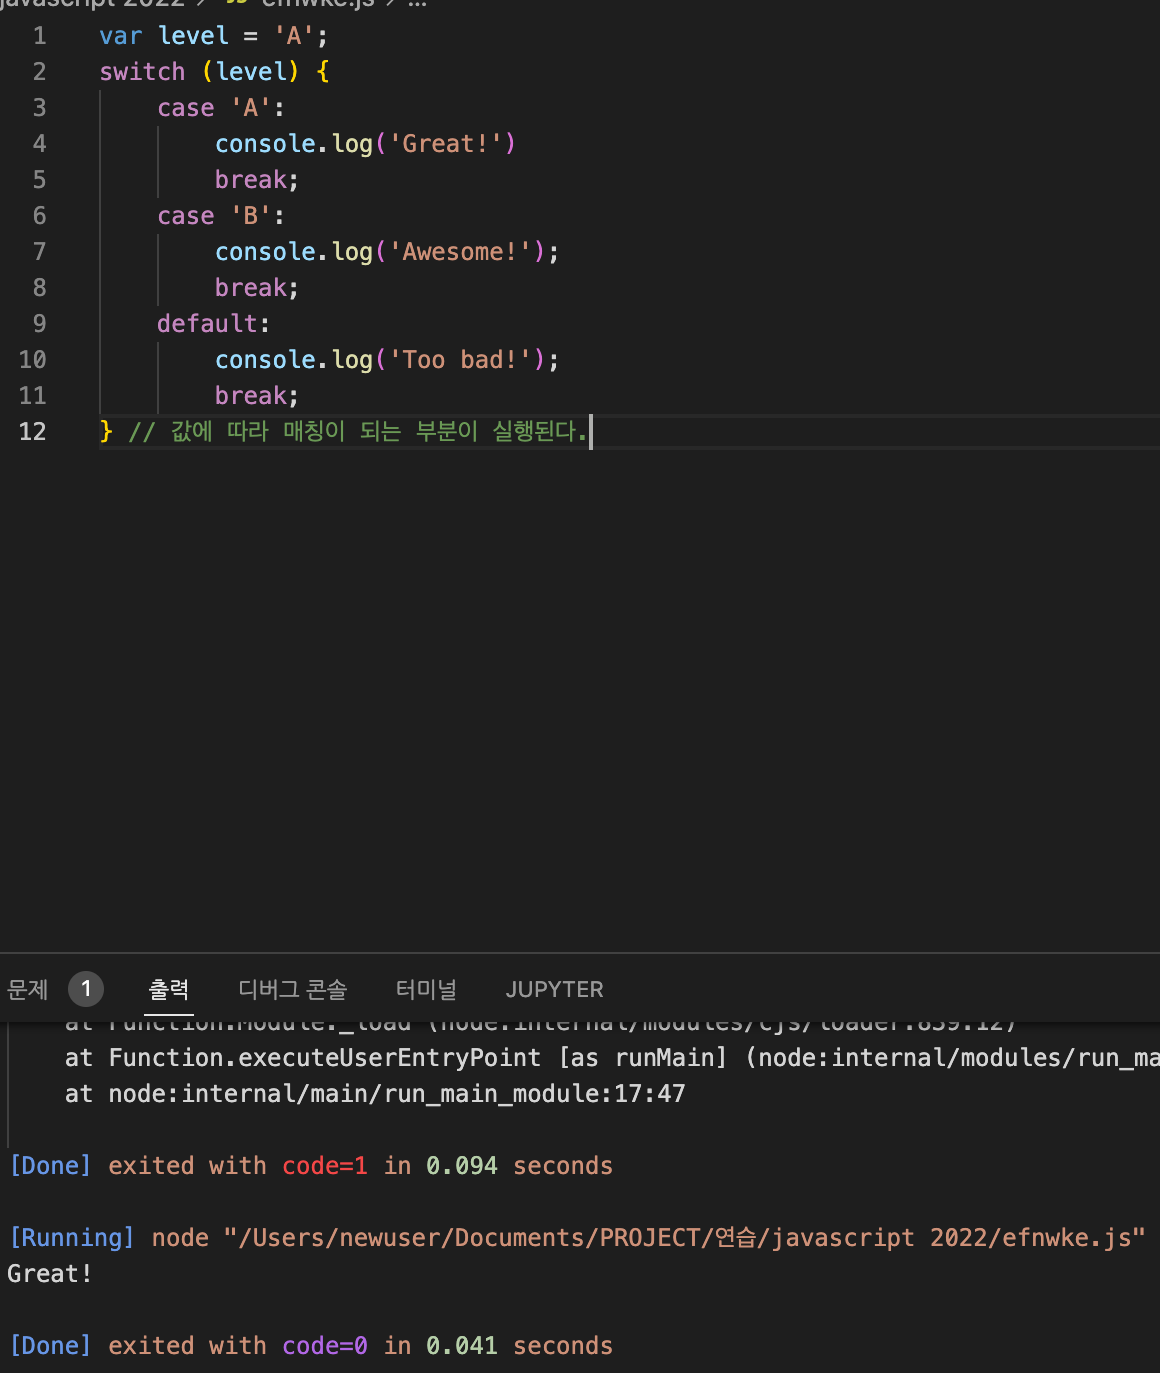 javascript 2022 > JS efnwke.js > ...
1 var level = 'A';
2 switch (level) {
3 case 'A':
4 console.log('Great!')
5 break;
6 case 'B':
7 console.log('Awesome!');
8 break;
9 default:
10 console.log('Too bad!');
11 break;
12 } // 값에 따라 매칭이 되는 부분이 실행된다.
문제 1 출력 디버그 콘솔 터미널 JUPYTER
at Function.Module._load (node:internal/modules/cjs/loader:839:12)
at Function.executeUserEntryPoint [as runMain] (node:internal/modules/run_ma
at node:internal/main/run_main_module:17:47
[Done] exited with code=1 in 0.094 seconds
[Running] node "/Users/newuser/Documents/PROJECT/연습/javascript 2022/efnwke.js"
Great!
[Done] exited with code=0 in 0.041 seconds